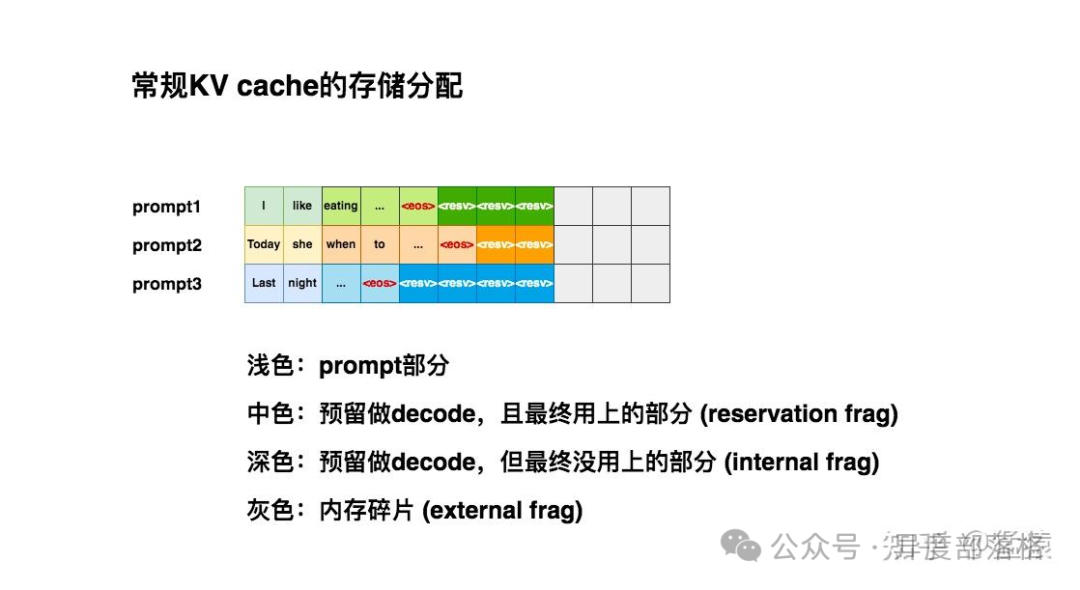 常规KV cache的存储分配
prompt1 I like eating ... <eos> <resv> <resv> <resv>
prompt2 Today she when to ... <eos> <resv> <resv>
prompt3 Last night ... <eos> <resv> <resv> <resv> <resv>
浅色：prompt部分
中色：预留做decode，且最终用上的部分 (reservation frag)
深色：预留做decode，但最终没用上的部分 (internal frag)
灰色：内存碎片 (external frag)
公众号 · 丹度部落格